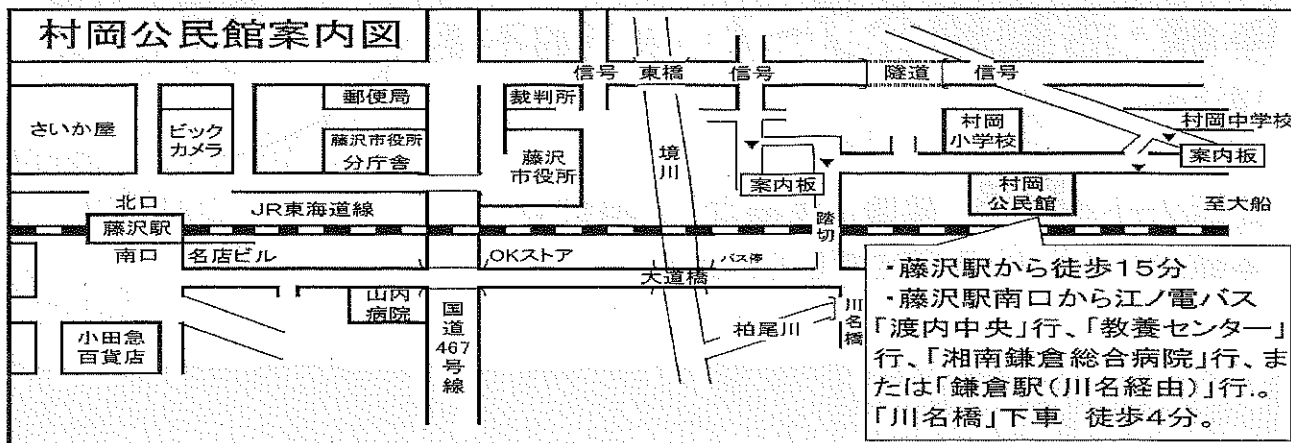 村岡公民館案内図
信号
東橋
信号
隧道
信号
郵便局
裁判所
さいか屋
ビック
カメラ
藤沢市役所
分庁舎
藤沢
市役所
境
川
村岡
小学校
村岡中学校
案内板
案内板
村岡
公民館
北口
JR東海道線
踏
切
至大船
藤沢駅
南口
名店ビル
OKストア
バス停
大道橋
山内
病院
国
道
467
号
線
柏尾川
川
名
橋
小田急
百貨店
・藤沢駅から徒歩15分
・藤沢駅南口から江ノ電バス
「渡内中央」行、「教養センター」
行、「湘南鎌倉総合病院」行、ま
たは「鎌倉駅(川名経由)」行.。
「川名橋」下車 徒歩4分。